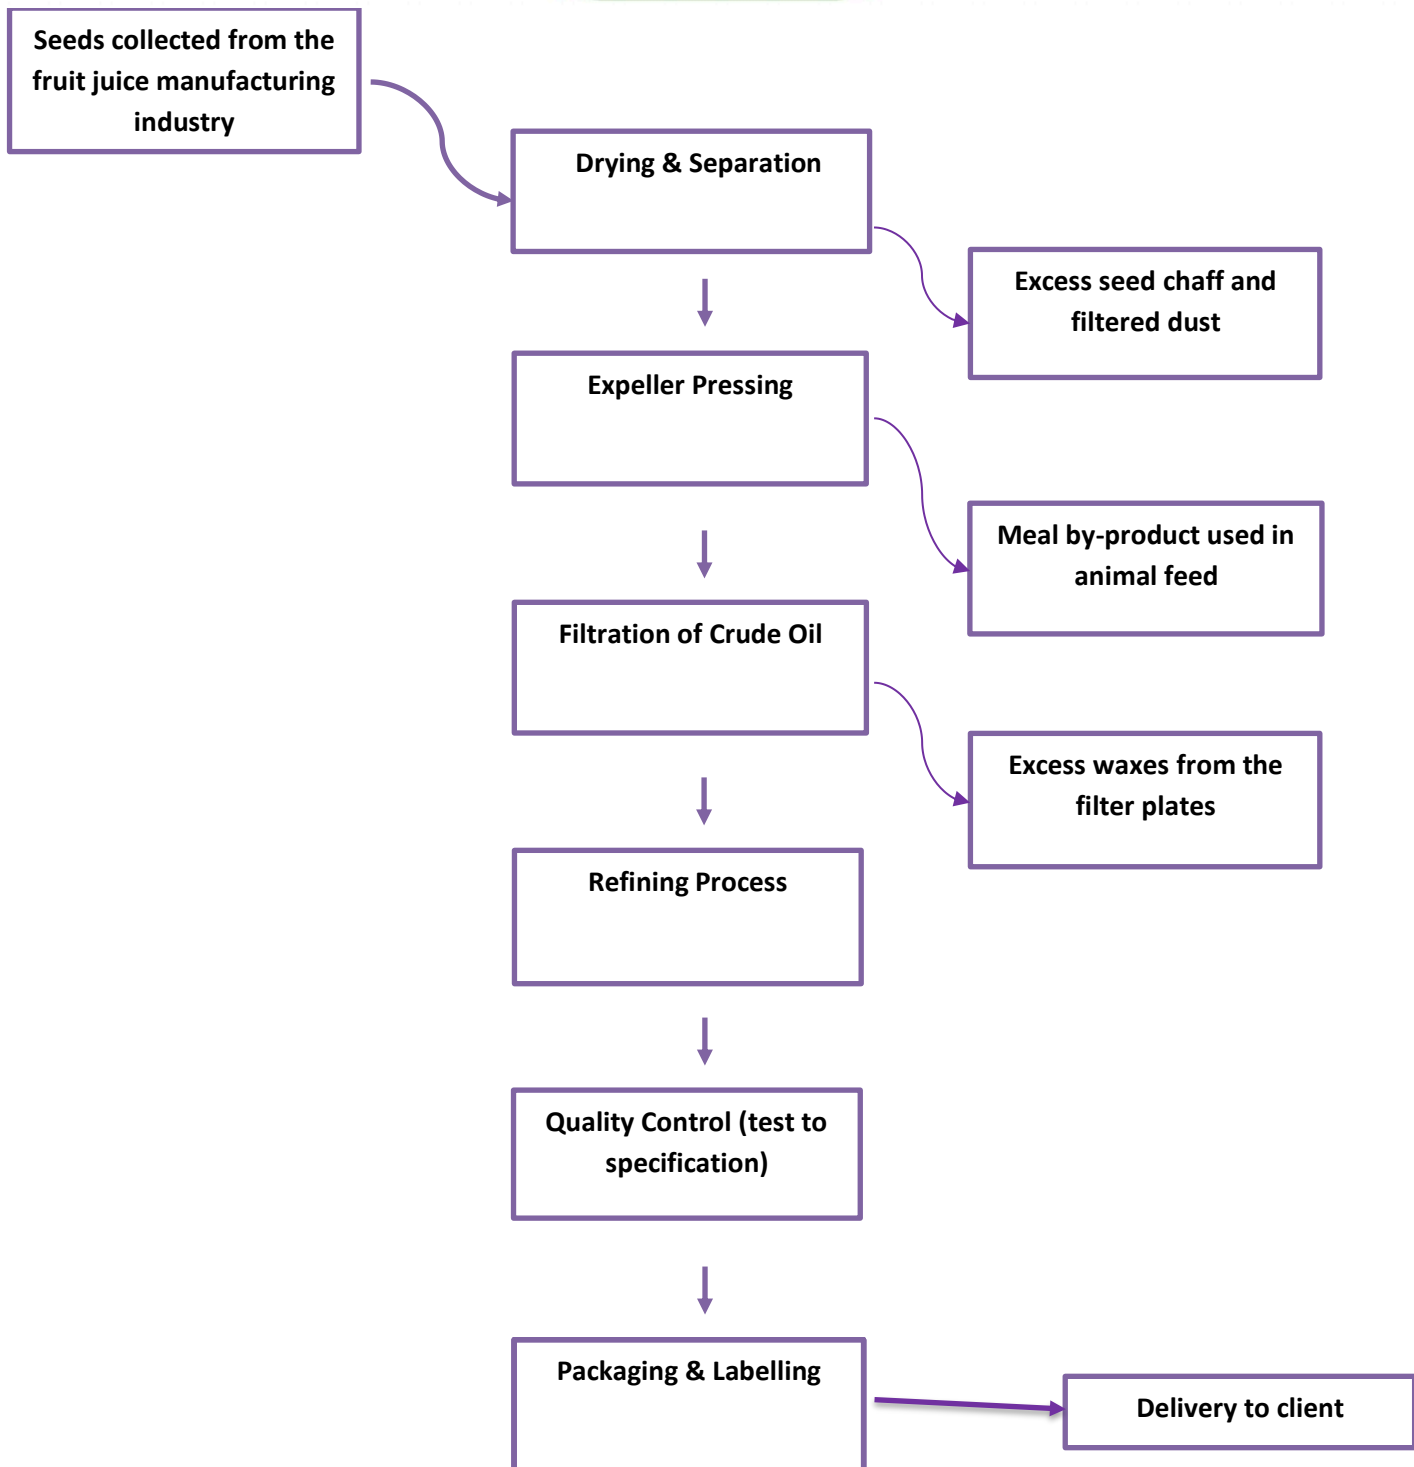 Seeds collected from the
fruit juice manufacturing
industry
Drying & Separation
Excess seed chaff and
filtered dust
Expeller Pressing
Meal by-product used in
animal feed
Filtration of Crude Oil
Excess waxes from the
filter plates
Refining Process
Quality Control (test to
specification)
Packaging & Labelling
Delivery to client